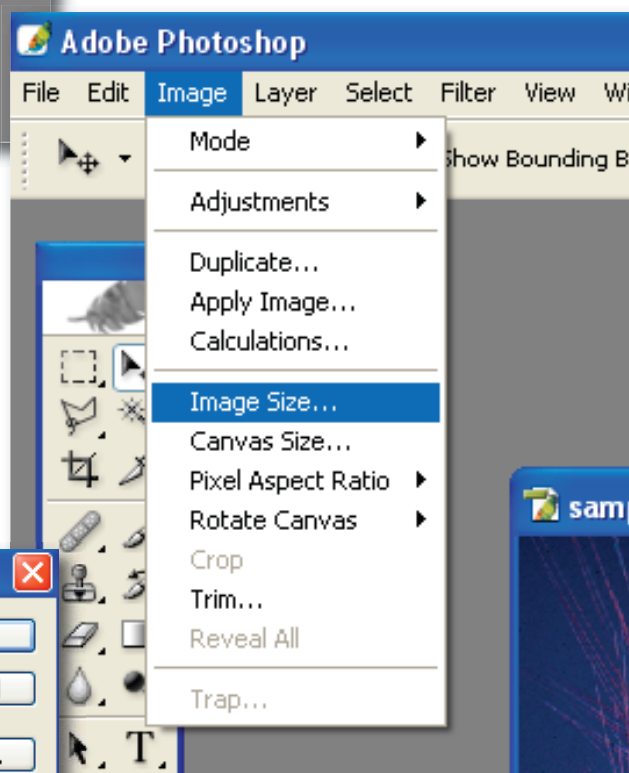 Adobe Photoshop
File Edit Image Layer Select Filter View
Show Bounding
Mode
Adjustments
Duplicate...
Apply Image...
Calculations...
Image Size...
Canvas Size...
Pixel Aspect Ratio
Rotate Canvas
Crop
Trim...
Reveal All
Trap...
T